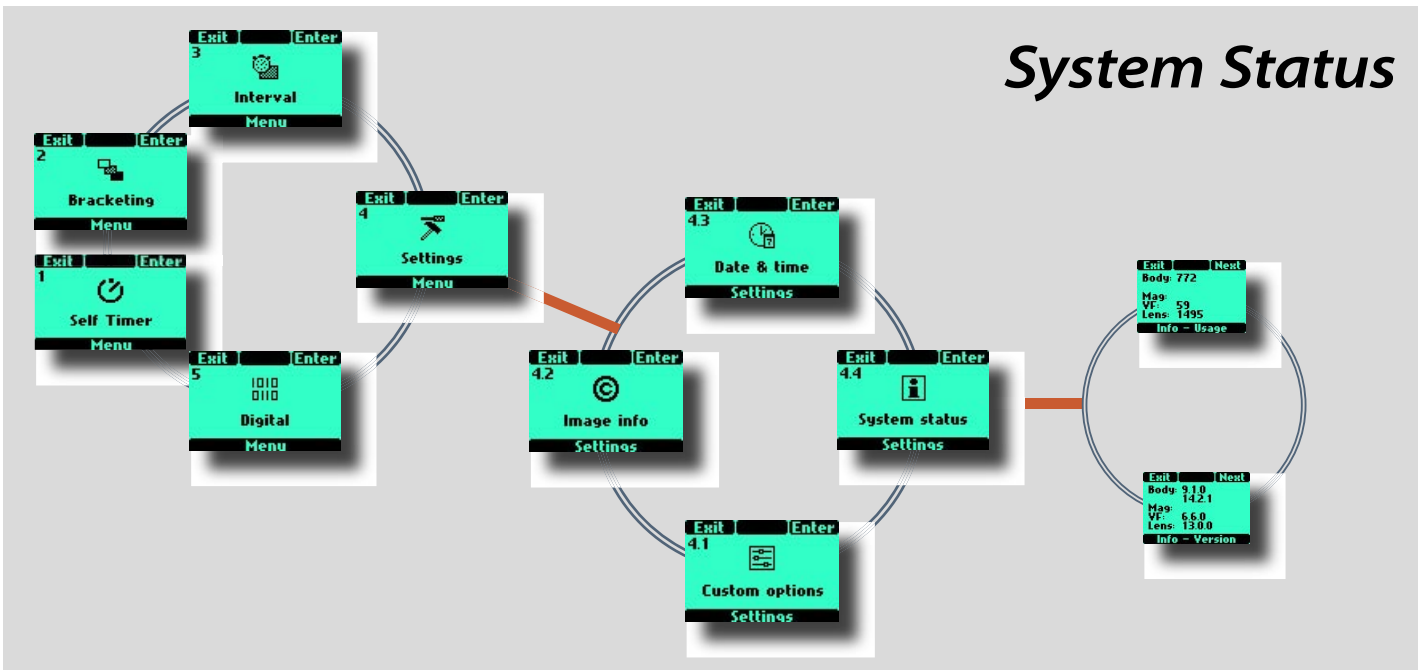 System Status
Exit Enter
3
Interval
Menu
Exit Enter
2
Bracketing
Menu
Exit Enter
1
Self Timer
Menu
Exit Enter
4
Settings
Menu
Exit Enter
5
1010
0110
Digital
Menu
Exit Enter
4.3
?
Date & time
Settings
Exit Enter
4.2
©
Image info
Settings
Exit Enter
4.4
i
System status
Settings
Exit Enter
4.1
Custom options
Settings
Exit Next
Body: 772
Mag:
VF: 59
Lens: 1495
Info - Usage
Exit Next
Body: 9.1.0
14.2.1
Mag:
VF: 6.6.0
Lens: 13.0.0
Info - Version